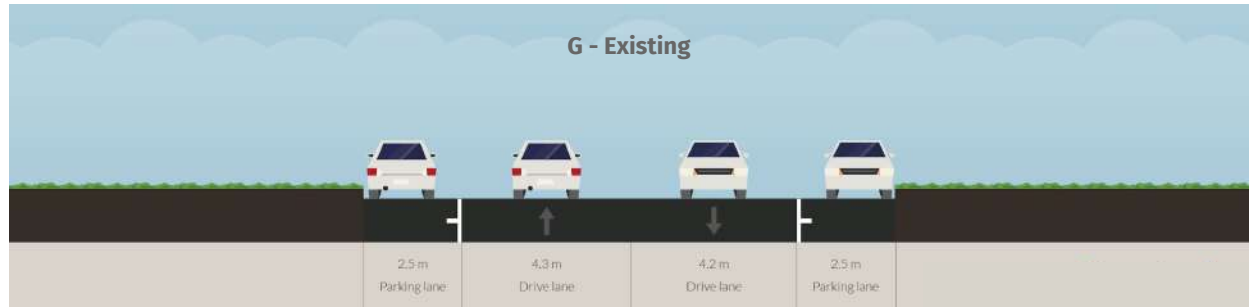 G - Existing
2.5 m
Parking lane
4.3 m
Drive lane
4.2 m
Drive lane
2.5 m
Parking lane